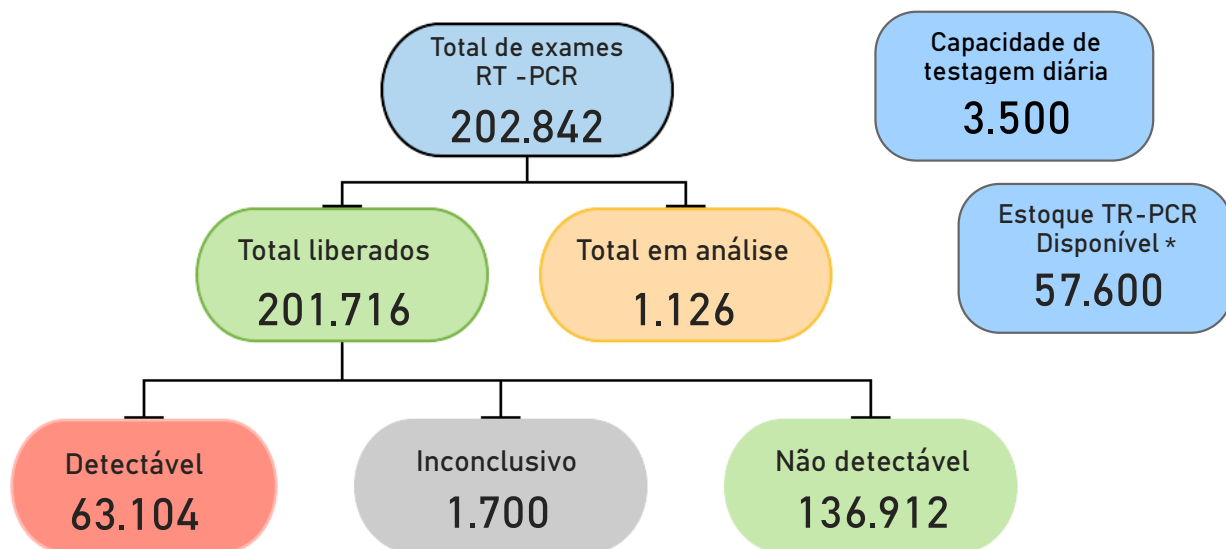 Total de exames
RT -PCR
202.842
Capacidade de
testagem diária
3.500
Estoque TR-PCR
Disponível *
57.600
Total liberados
201.716
Total em análise
1.126
Detectável
63.104
Inconclusivo
1.700
Não detectável
136.912